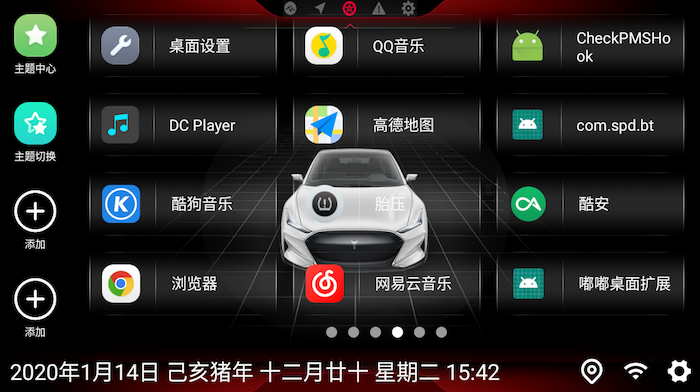 主题中心
主题切换
添加
添加
桌面设置
QQ音乐
CheckPMSHo
ok
DC Player
高德地图
com.spd.bt
酷狗音乐
胎压
酷安
浏览器
网易云音乐
嘟嘟桌面扩展
2020年1月14日 己亥猪年 十二月廿十 星期二 15:42